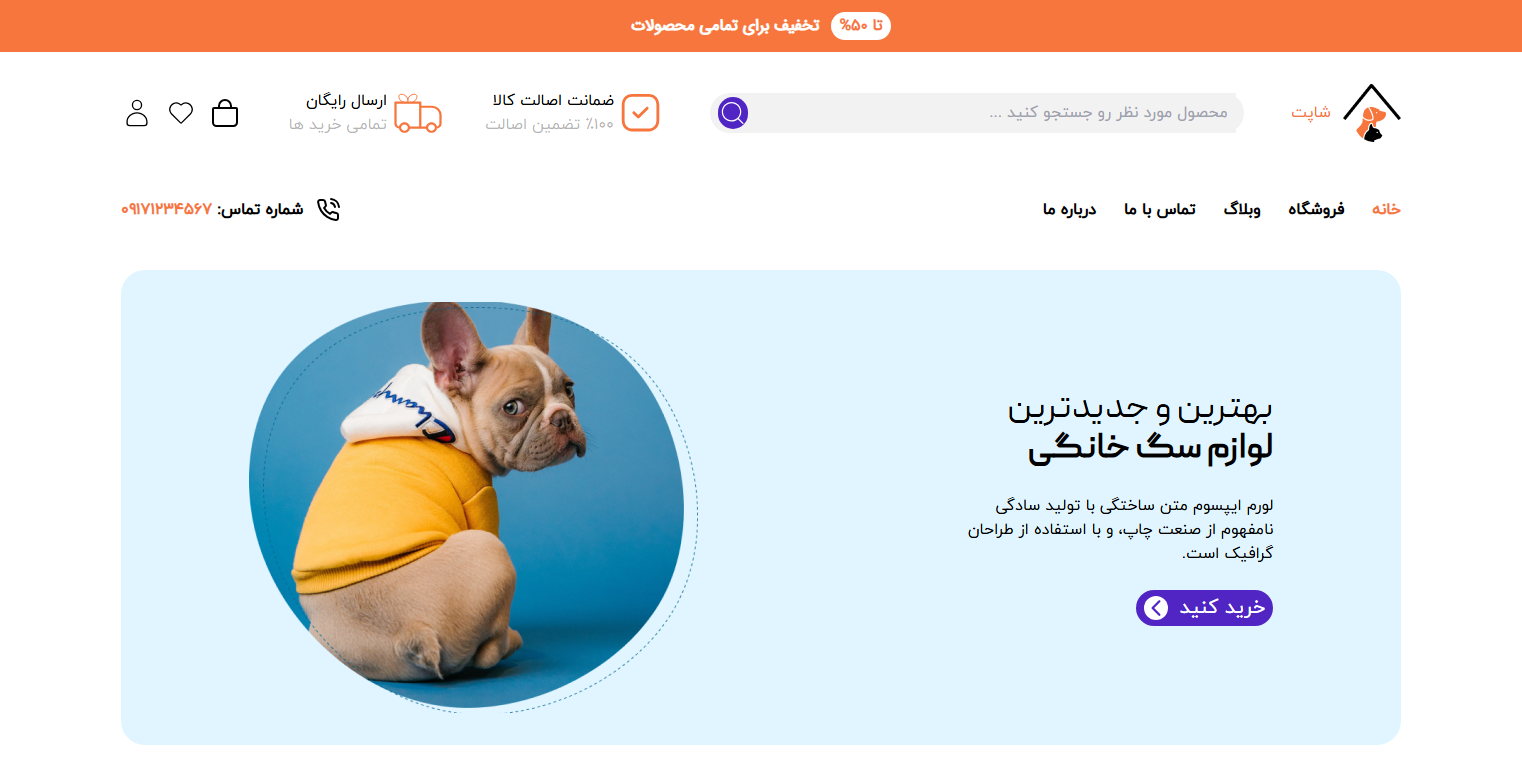 تا ۵۰% تخفیف برای تمامی محصولات
شاپت
محصول مورد نظر رو جستجو کنید ...
ضمانت اصالت کالا
۱۰۰٪ تضمین اصالت
ارسال رایگان
تمامی خرید ها
خانه
فروشگاه
وبلاگ
تماس با ما
درباره ما
شماره تماس: ۰۹۱۷۱۲۳۴۵۶۷
بهترین و جدیدترین
لوازم سگ خانگی
لورم ایپسوم متن ساختگی با تولید سادگی
نامفهوم از صنعت چاپ، و با استفاده از طراحان
گرافیک است.
خرید کنید
Champ